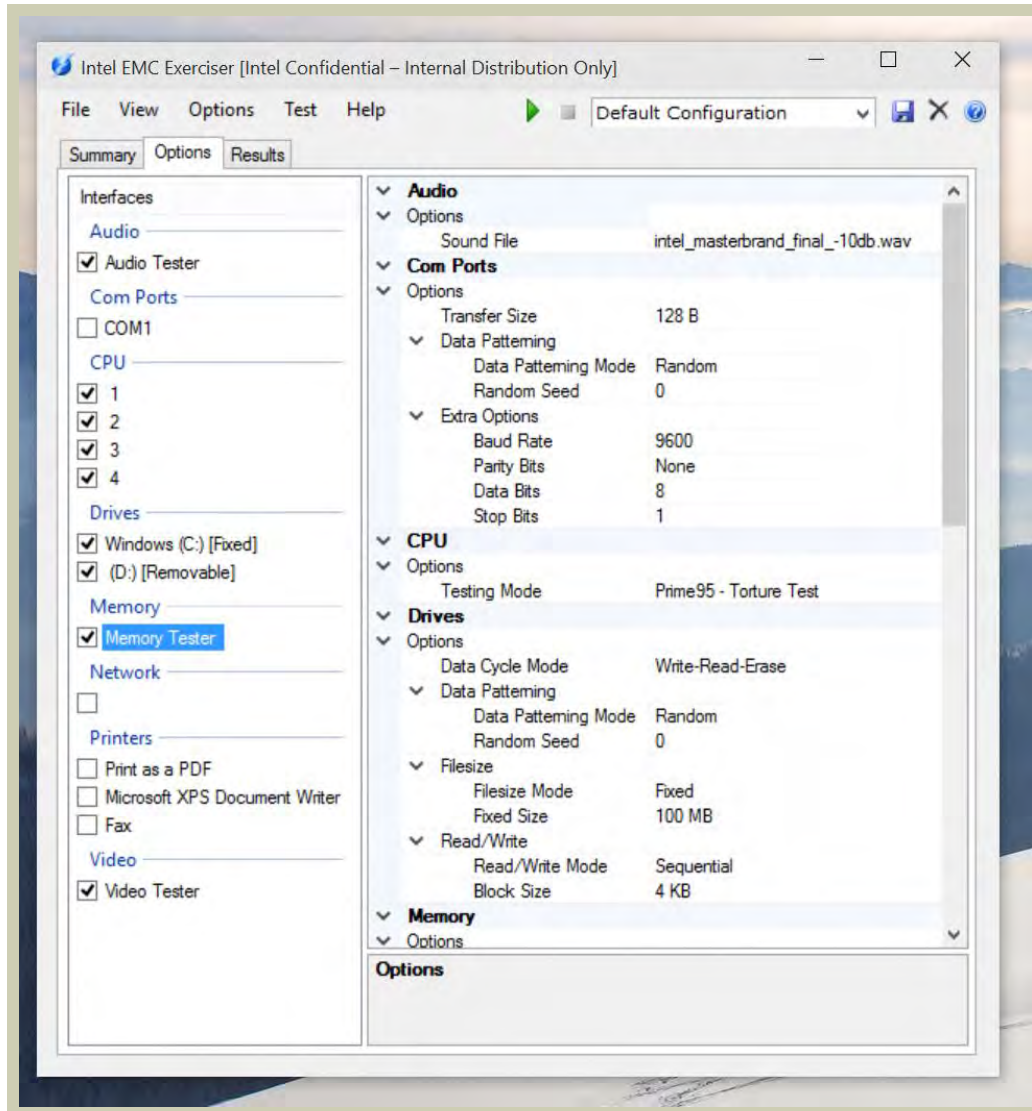 Intel EMC Exerciser [Intel Confidential – Internal Distribution Only]
File View Options Test Help Default Configuration
Summary Options Results
Interfaces
Audio
Audio Tester
Com Ports
COM1
CPU
1
2
3
4
Drives
Windows (C:) [Fixed]
(D:) [Removable]
Memory
Memory Tester
Network
Printers
Print as a PDF
Microsoft XPS Document Writer
Fax
Video
Video Tester
Audio
Options
Sound File intel_masterbrand_final_-10db.wav
Com Ports
Options
Transfer Size 128 B
Data Patterning
Data Patterning Mode Random
Random Seed 0
Extra Options
Baud Rate 9600
Parity Bits None
Data Bits 8
Stop Bits 1
CPU
Options
Testing Mode Prime95 - Torture Test
Drives
Options
Data Cycle Mode Write-Read-Erase
Data Patterning
Data Patterning Mode Random
Random Seed 0
Filesize
Filesize Mode Fixed
Fixed Size 100 MB
Read/Write
Read/Write Mode Sequential
Block Size 4 KB
Memory
Options
Options